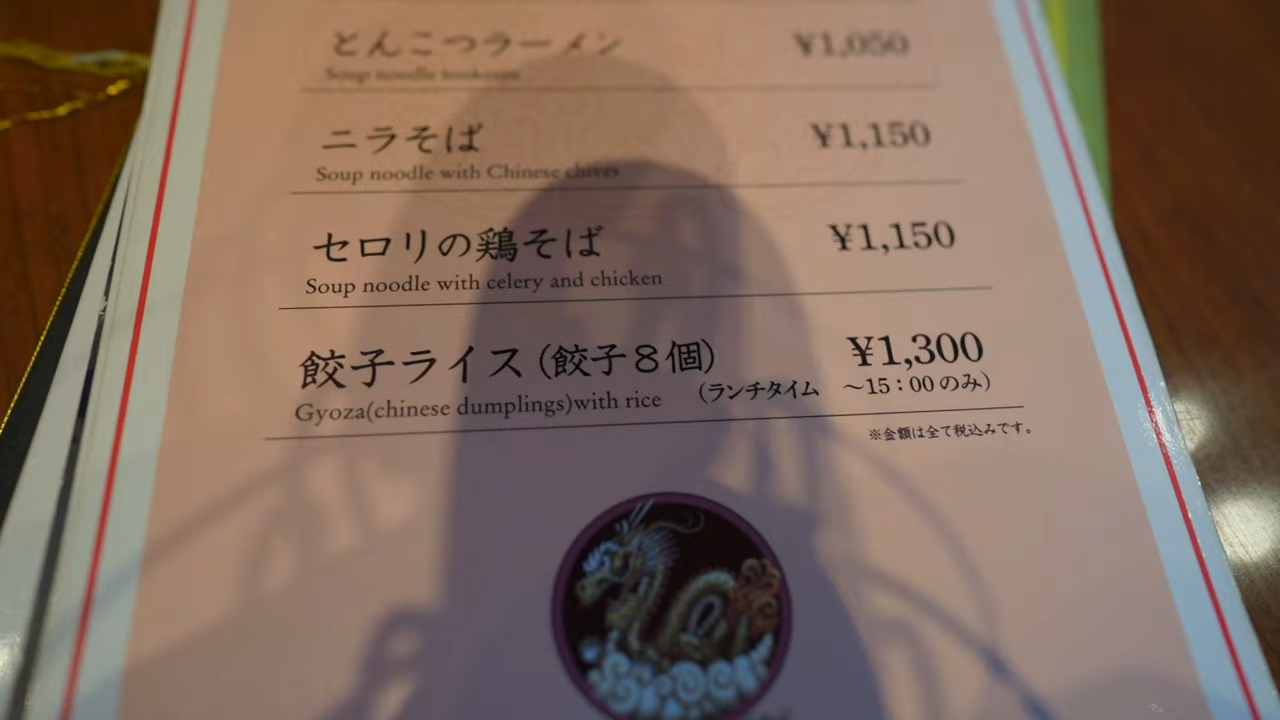 とんこつラーメン ¥1,050
Soup noodle tonkotsu
ニラそば ¥1,150
Soup noodle with Chinese chives
セロリの鶏そば ¥1,150
Soup noodle with celery and chicken
餃子ライス(餃子8個) ¥1,300
Gyoza(chinese dumplings)with rice (ランチタイム ～15:00のみ)
※金額は全て税込みです。